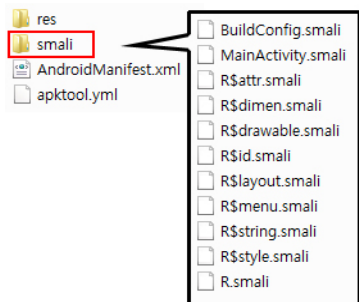 res
smali
AndroidManifest.xml
apktool.yml
BuildConfig.smali
MainActivity.smali
R$attr.smali
R$dimen.smali
R$drawable.smali
R$id.smali
R$layout.smali
R$menu.smali
R$string.smali
R$style.smali
R.smali